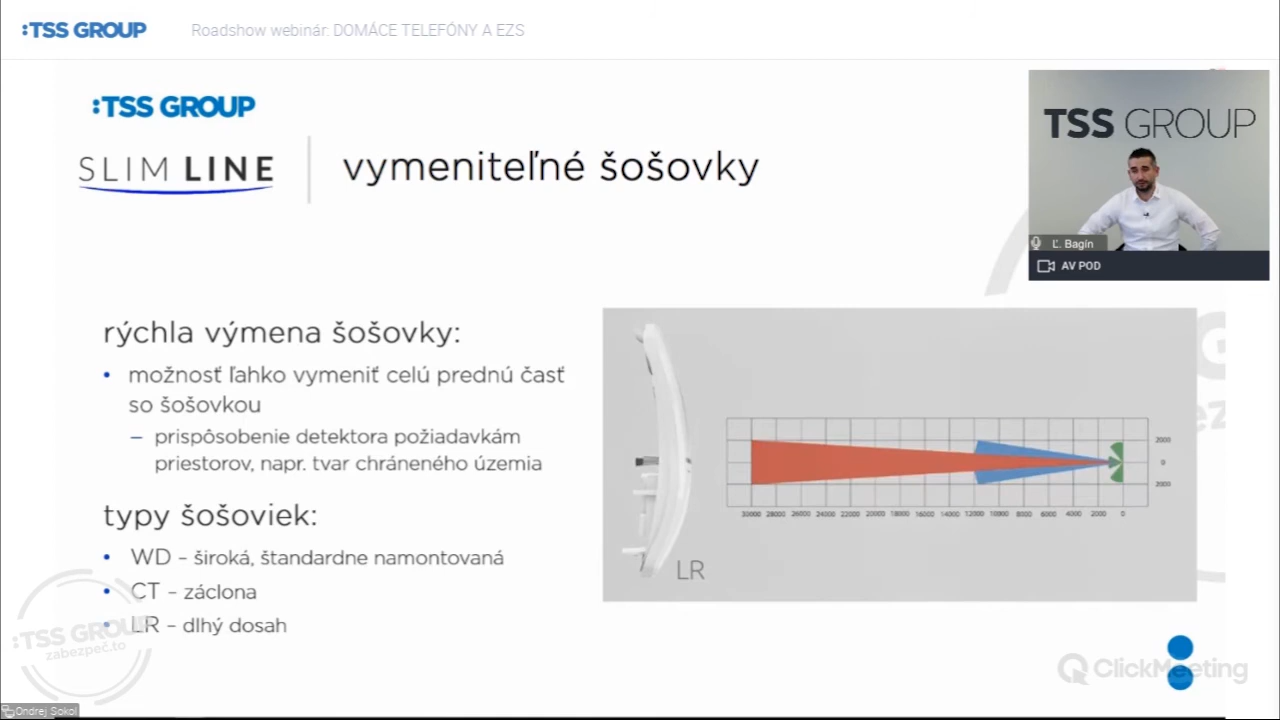 :TSS GROUP
Roadshow webinár: DOMÁCE TELEFÓNY A EZS
:TSS GROUP
SLIM LINE
vymeniteľné šošovky
TSS GROUP
Ľ. Bagín
AV POD
rýchla výmena šošovky:
• možnosť ľahko vymeniť celú prednú časť
so šošovkou
– prispôsobenie detektora požiadavkám
priestorov, napr. tvar chráneného územia
typy šošoviek:
• WD – široká, štandardne namontovaná
• CT – záclona
• LR – dlhý dosah
2000
0
2000
30000 28000 26000 24000 22000 20000 18000 16000 14000 12000 10000 8000 6000 4000 2000 0
LR
:TSS GROUP
zabezpeč.to
ClickMeeting
Ondrej Sokol